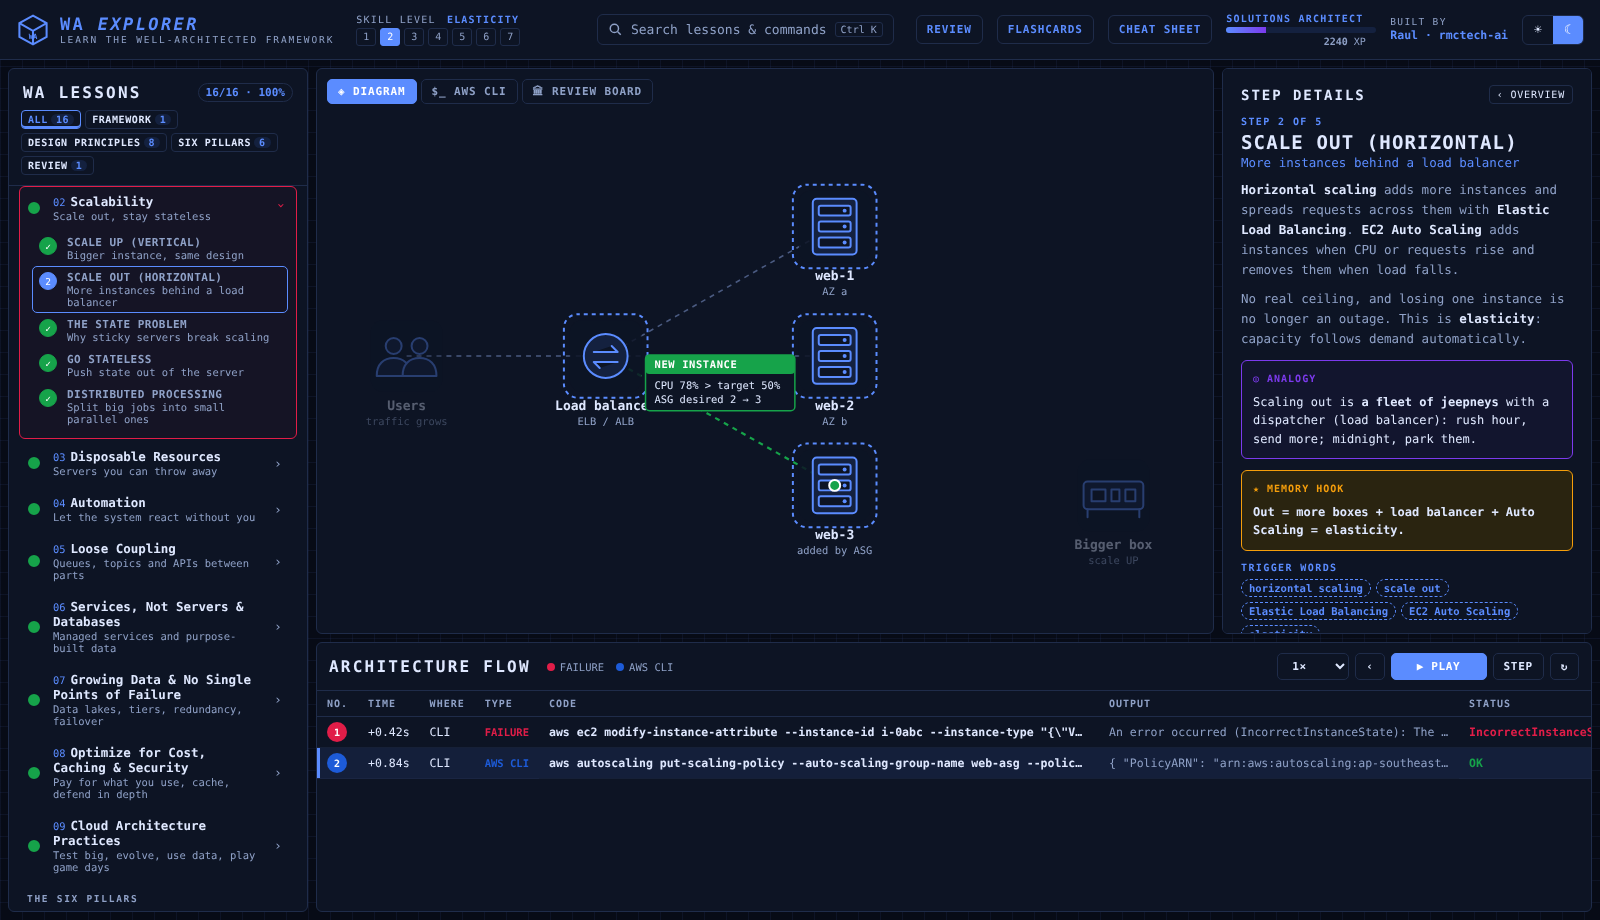 WA EXPLORER
LEARN THE WELL-ARCHITECTED FRAMEWORK
SKILL LEVEL ELASTICITY
1 2 3 4 5 6 7
Search lessons & commands Ctrl K
REVIEW
FLASHCARDS
CHEAT SHEET
SOLUTIONS ARCHITECT
2240 XP
BUILT BY
Raul · rmctech-ai
WA LESSONS
16/16 · 100%
ALL 16
FRAMEWORK 1
DESIGN PRINCIPLES 8
SIX PILLARS 6
REVIEW 1
02 Scalability
Scale out, stay stateless
SCALE UP (VERTICAL)
Bigger instance, same design
2
SCALE OUT (HORIZONTAL)
More instances behind a load
balancer
THE STATE PROBLEM
Why sticky servers break scaling
GO STATELESS
Push state out of the server
DISTRIBUTED PROCESSING
Split big jobs into small
parallel ones
03 Disposable Resources
Servers you can throw away
04 Automation
Let the system react without you
05 Loose Coupling
Queues, topics and APIs between
parts
06 Services, Not Servers &
Databases
Managed services and purpose-
built data
07 Growing Data & No Single
Points of Failure
Data lakes, tiers, redundancy,
failover
08 Optimize for Cost,
Caching & Security
Pay for what you use, cache,
defend in depth
09 Cloud Architecture
Practices
Test big, evolve, use data, play
game days
THE SIX PILLARS
DIAGRAM
$_ AWS CLI
REVIEW BOARD
web-1
AZ a
Users
traffic grows
Load balance
ELB / ALB
NEW INSTANCE
CPU 78% > target 50%
ASG desired 2 → 3
web-2
AZ b
web-3
added by ASG
Bigger box
scale UP
STEP DETAILS
‹ OVERVIEW
STEP 2 OF 5
SCALE OUT (HORIZONTAL)
More instances behind a load balancer
Horizontal scaling adds more instances and
spreads requests across them with Elastic
Load Balancing. EC2 Auto Scaling adds
instances when CPU or requests rise and
removes them when load falls.
No real ceiling, and losing one instance is
no longer an outage. This is elasticity:
capacity follows demand automatically.
ANALOGY
Scaling out is a fleet of jeepneys with a
dispatcher (load balancer): rush hour,
send more; midnight, park them.
MEMORY HOOK
Out = more boxes + load balancer + Auto
Scaling = elasticity.
TRIGGER WORDS
horizontal scaling
scale out
Elastic Load Balancing
EC2 Auto Scaling
elasticity
ARCHITECTURE FLOW
FAILURE
AWS CLI
1×
‹
▶ PLAY
STEP
↻
NO. TIME WHERE TYPE CODE OUTPUT STATUS
1 +0.42s CLI FAILURE aws ec2 modify-instance-attribute --instance-id i-0abc --instance-type "{\"V… An error occurred (IncorrectInstanceState): The … IncorrectInstanceS
2 +0.84s CLI AWS CLI aws autoscaling put-scaling-policy --auto-scaling-group-name web-asg --polic… { "PolicyARN": "arn:aws:autoscaling:ap-southeast… OK